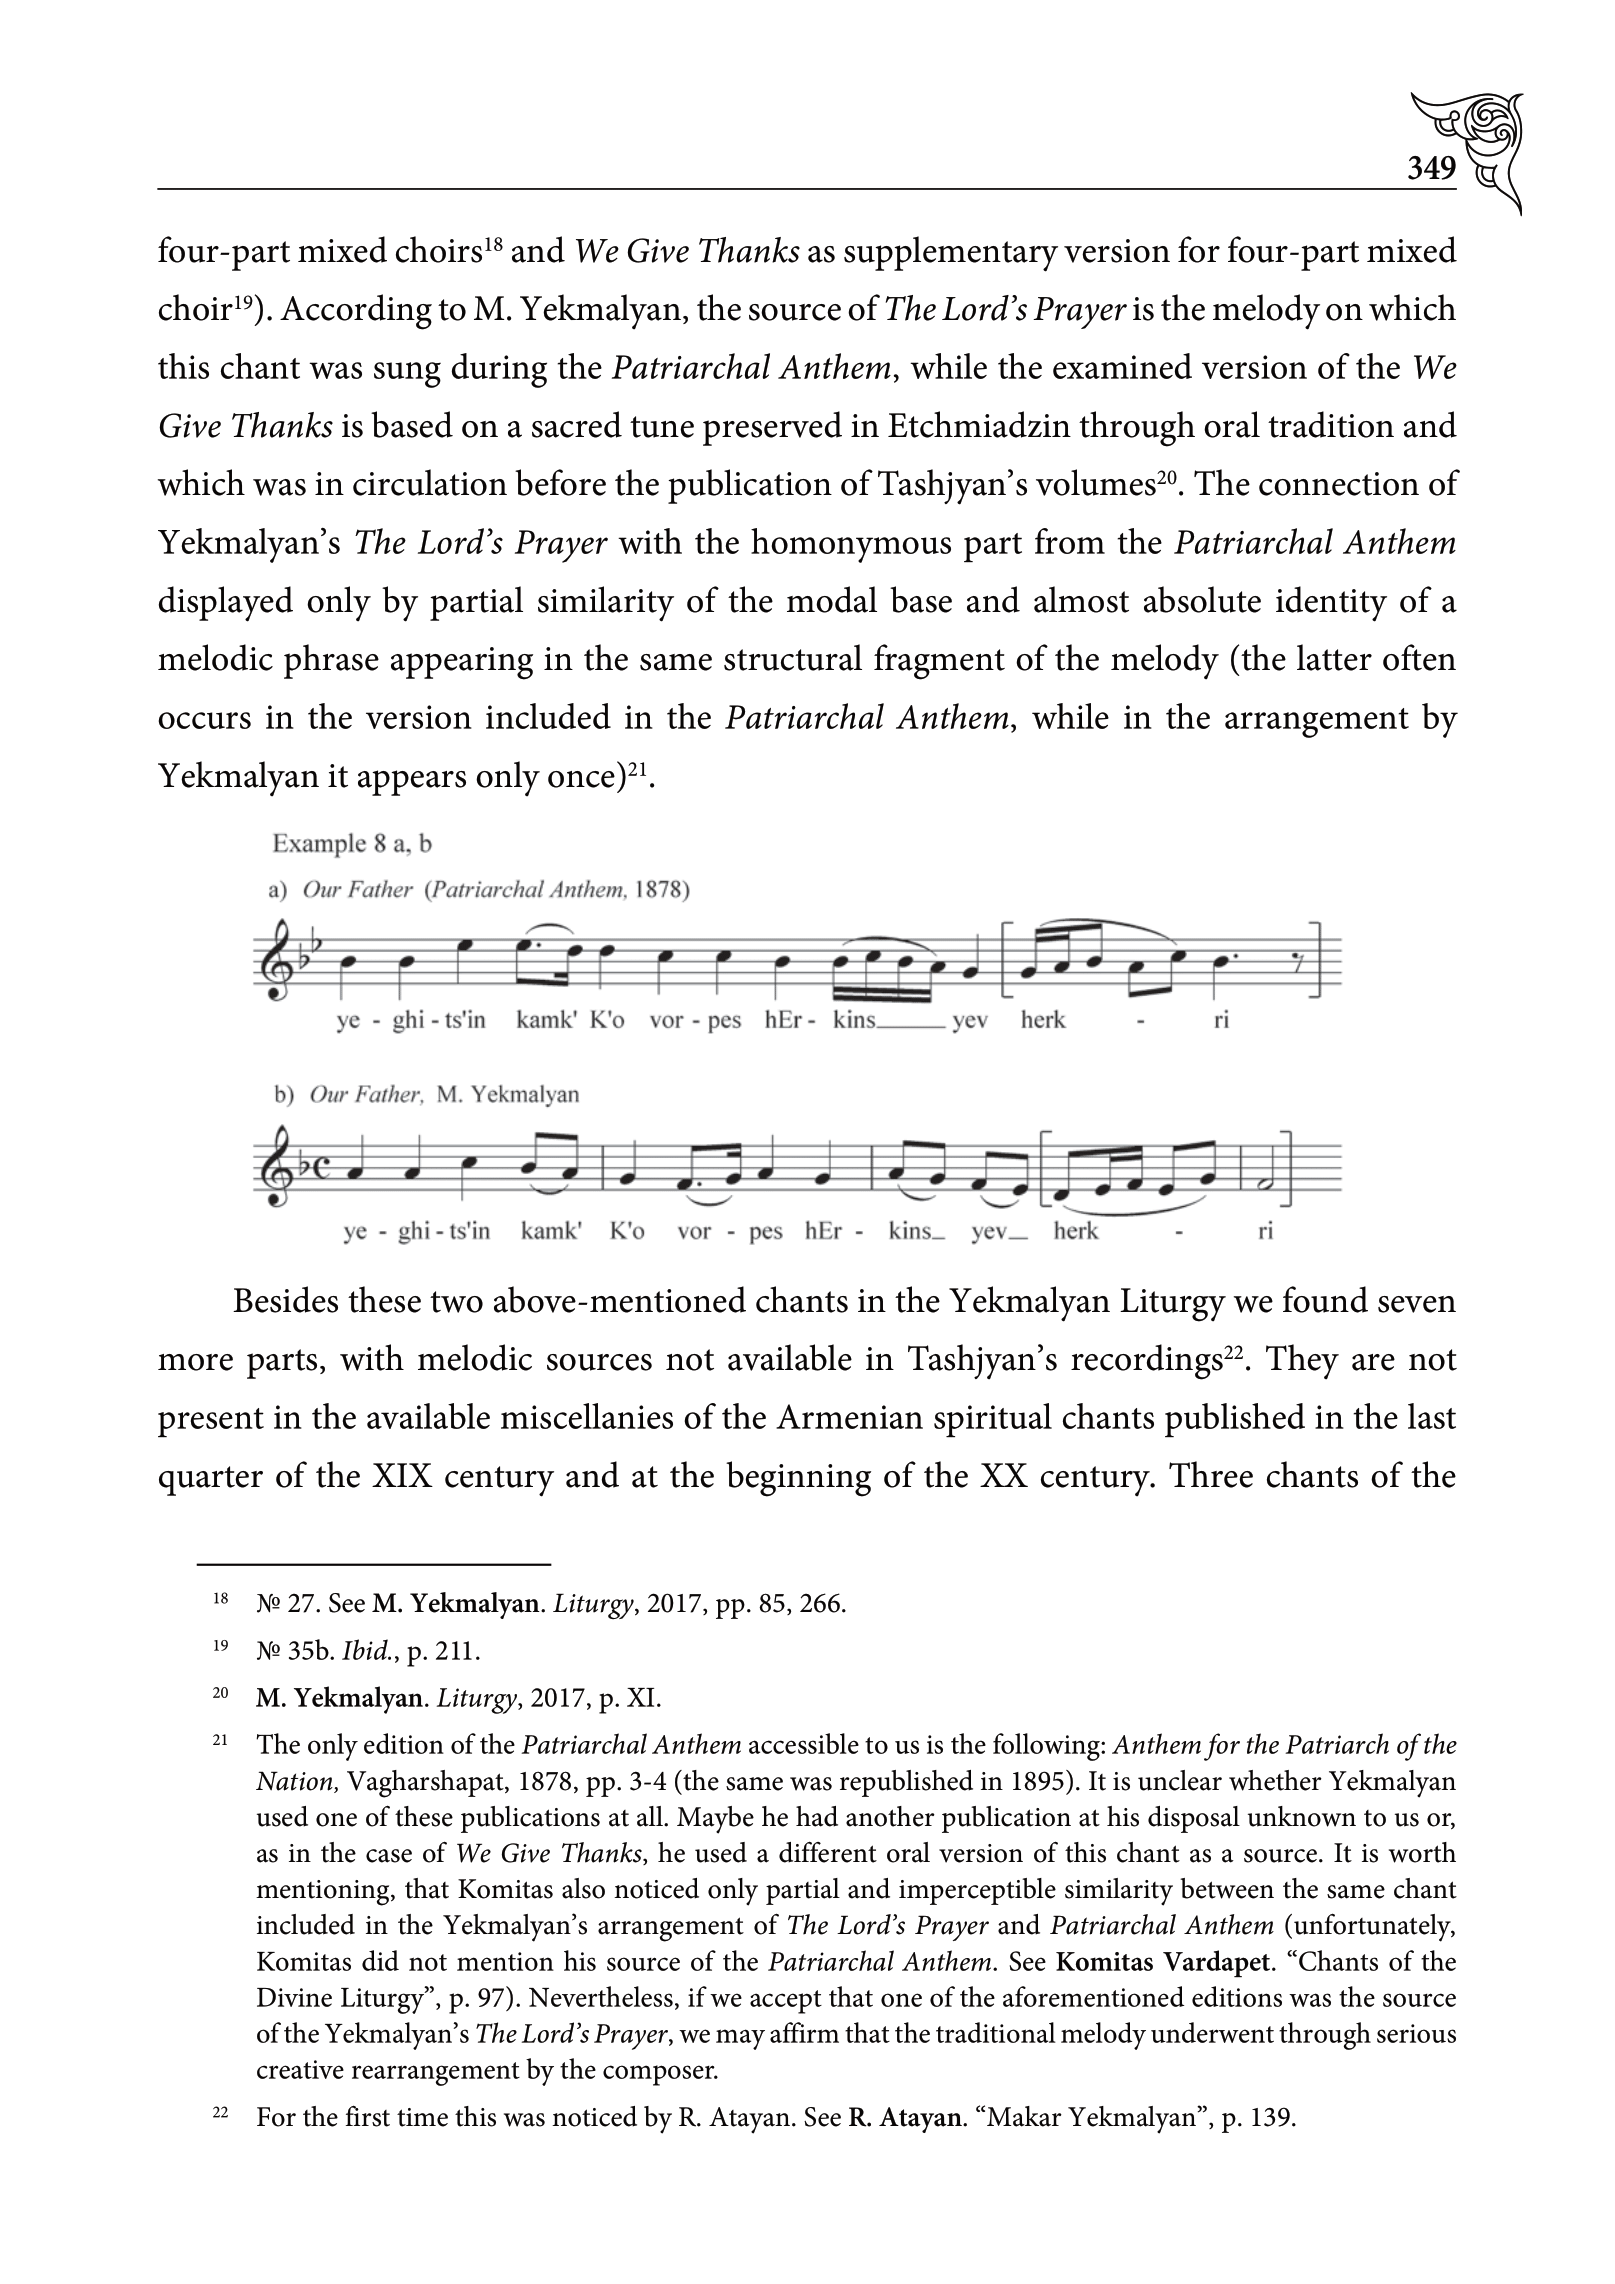 349
four-part mixed choirs¹⁸ and We Give Thanks as supplementary version for four-part mixed
choir¹⁹). According to M. Yekmalyan, the source of The Lord’s Prayer is the melody on which
this chant was sung during the Patriarchal Anthem, while the examined version of the We
Give Thanks is based on a sacred tune preserved in Etchmiadzin through oral tradition and
which was in circulation before the publication of Tashjyan’s volumes²⁰. The connection of
Yekmalyan’s The Lord’s Prayer with the homonymous part from the Patriarchal Anthem
displayed only by partial similarity of the modal base and almost absolute identity of a
melodic phrase appearing in the same structural fragment of the melody (the latter often
occurs in the version included in the Patriarchal Anthem, while in the arrangement by
Yekmalyan it appears only once)²¹.
Example 8 a, b
a) Our Father (Patriarchal Anthem, 1878)
ye - ghi - ts'in kamk' K'o vor - pes hEr - kins___ yev herk - ri
b) Our Father, M. Yekmalyan
ye - ghi - ts'in kamk' K'o vor - pes hEr - kins_ yev_ herk - ri
Besides these two above-mentioned chants in the Yekmalyan Liturgy we found seven
more parts, with melodic sources not available in Tashjyan’s recordings²². They are not
present in the available miscellanies of the Armenian spiritual chants published in the last
quarter of the XIX century and at the beginning of the XX century. Three chants of the
18 № 27. See M. Yekmalyan. Liturgy, 2017, pp. 85, 266.
19 № 35b. Ibid., p. 211.
20 M. Yekmalyan. Liturgy, 2017, p. XI.
21 The only edition of the Patriarchal Anthem accessible to us is the following: Anthem for the Patriarch of the
Nation, Vagharshapat, 1878, pp. 3-4 (the same was republished in 1895). It is unclear whether Yekmalyan
used one of these publications at all. Maybe he had another publication at his disposal unknown to us or,
as in the case of We Give Thanks, he used a different oral version of this chant as a source. It is worth
mentioning, that Komitas also noticed only partial and imperceptible similarity between the same chant
included in the Yekmalyan’s arrangement of The Lord’s Prayer and Patriarchal Anthem (unfortunately,
Komitas did not mention his source of the Patriarchal Anthem. See Komitas Vardapet. “Chants of the
Divine Liturgy”, p. 97). Nevertheless, if we accept that one of the aforementioned editions was the source
of the Yekmalyan’s The Lord’s Prayer, we may affirm that the traditional melody underwent through serious
creative rearrangement by the composer.
22 For the first time this was noticed by R. Atayan. See R. Atayan. “Makar Yekmalyan”, p. 139.